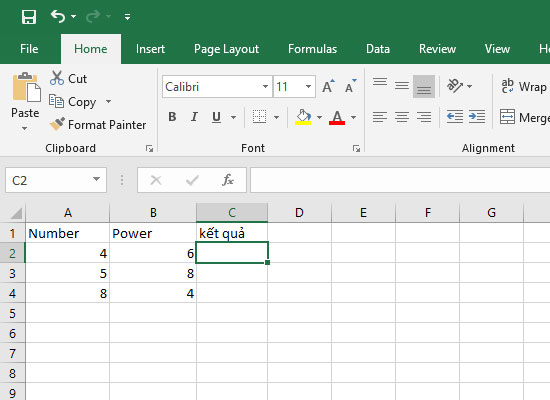 File Home Insert Page Layout Formulas Data Review View He
Cut
Copy
Format Painter
Paste
Clipboard
Calibri 11 A A
B I U A
Font
ab
c Wrap
Merge
Alignment
C2 fx
A B C D E F G
1 Number Power kết quả
2 4 6
3 5 8
4 8 4
5
6
7
8
9